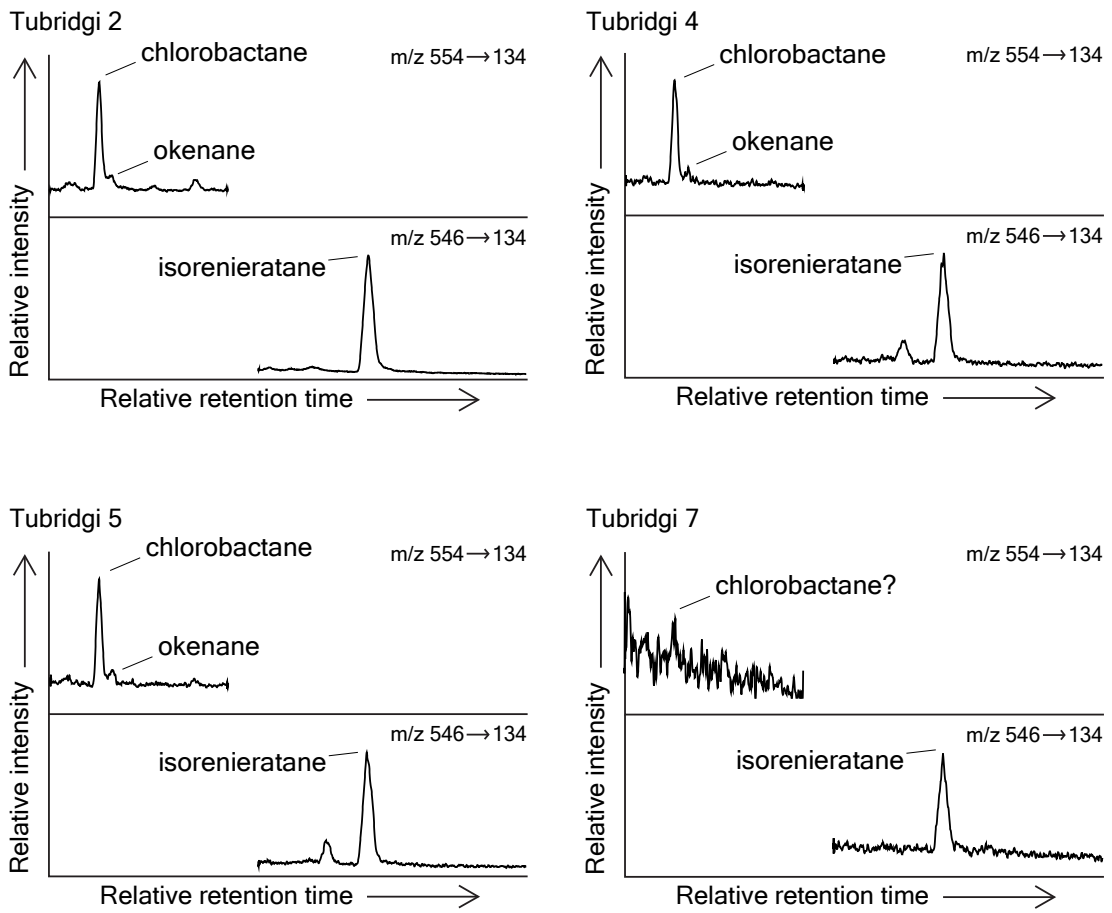 Tubridgi 2
chlorobactane
m/z 554→134
okenane
isorenieratane
m/z 546→134
Relative intensity
Relative retention time
Tubridgi 4
chlorobactane
m/z 554→134
okenane
isorenieratane
m/z 546→134
Relative intensity
Relative retention time
Tubridgi 5
chlorobactane
m/z 554→134
okenane
isorenieratane
m/z 546→134
Relative intensity
Relative retention time
Tubridgi 7
m/z 554→134
chlorobactane?
m/z 546→134
isorenieratane
Relative intensity
Relative retention time